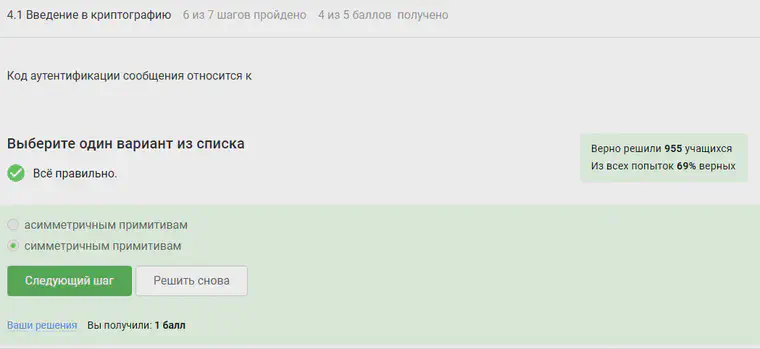 4.1 Введение в криптографию 6 из 7 шагов пройдено 4 из 5 баллов получено
Код аутентификации сообщения относится к
Выберите один вариант из списка
Всё правильно.
Верно решили 955 учащихся
Из всех попыток 69% верных
асимметричным примитивам
симметричным примитивам
Следующий шаг Решить снова
Ваши решения Вы получили: 1 балл